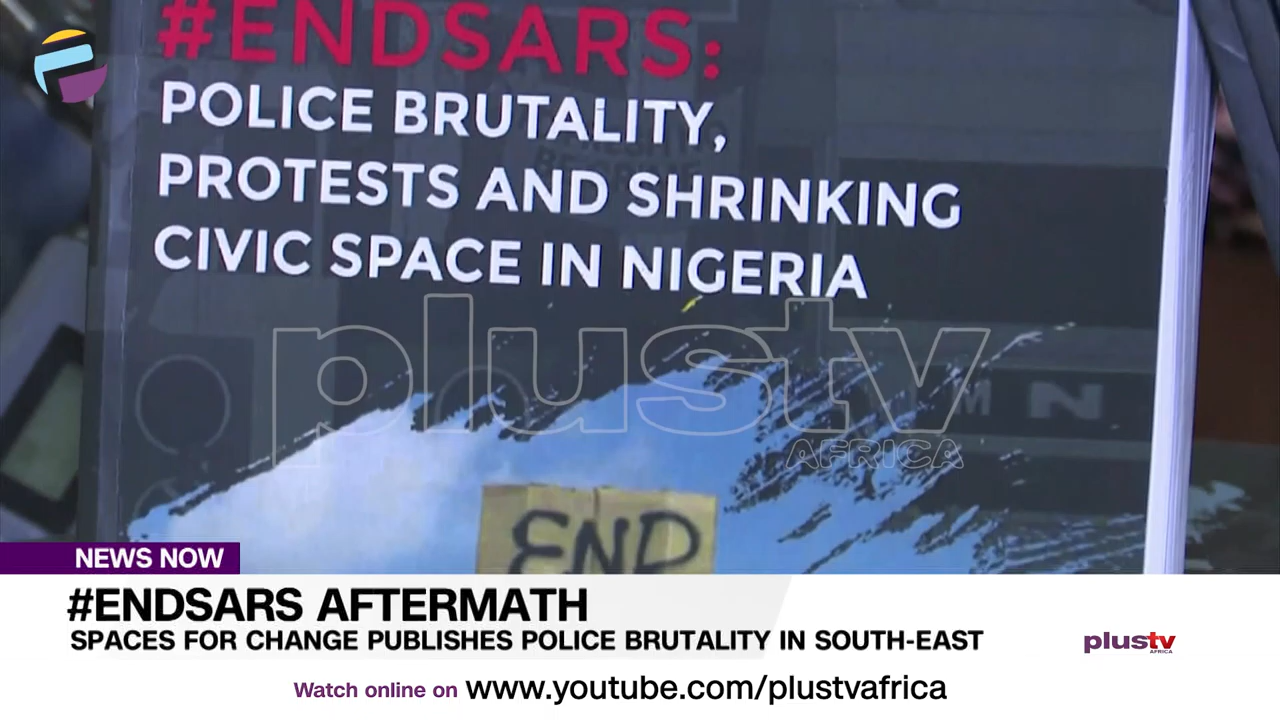 #ENDSARS:
POLICE BRUTALITY,
PROTESTS AND SHRINKING
CIVIC SPACE IN NIGERIA
plustv
AFRICA
MN
END
NEWS NOW
#ENDSARS AFTERMATH
SPACES FOR CHANGE PUBLISHES POLICE BRUTALITY IN SOUTH-EAST
plustv
AFRICA
Watch online on www.youtube.com/plustvafrica